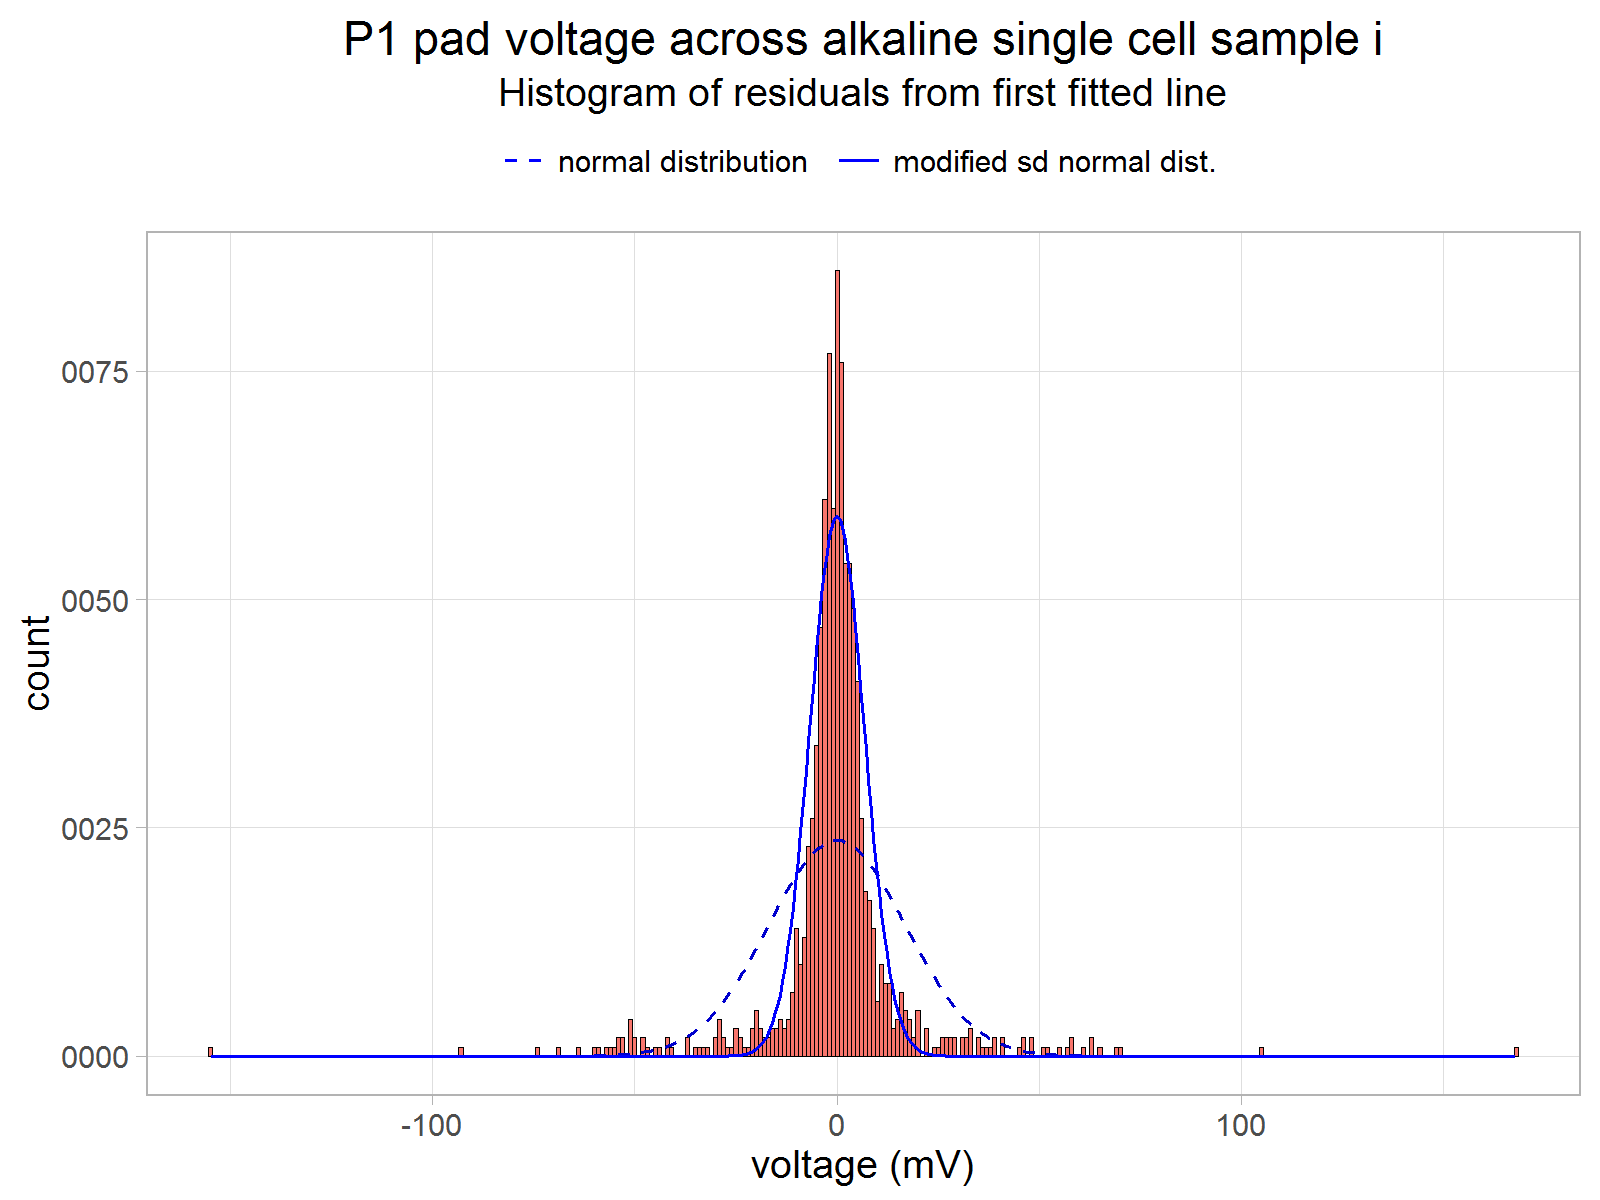 P1 pad voltage across alkaline single cell sample i
Histogram of residuals from first fitted line
normal distribution modified sd normal dist.
0075
0050
0025
0000
count
-100 0 100
voltage (mV)